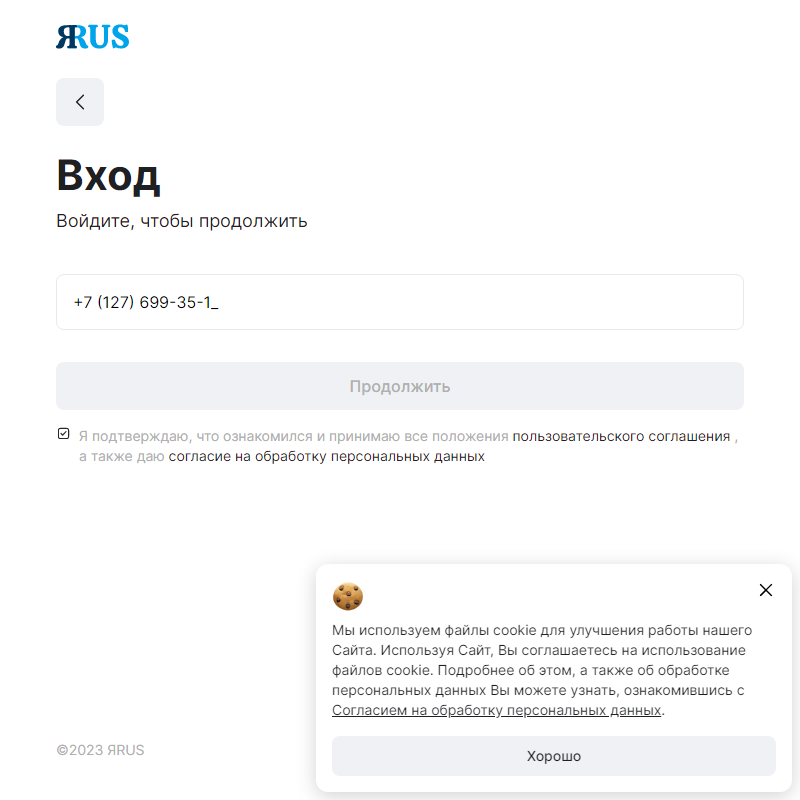 ЯRUS
Вход
Войдите, чтобы продолжить
+7 (127) 699-35-1_
Продолжить
Я подтверждаю, что ознакомился и принимаю все положения пользовательского соглашения ,
а также даю согласие на обработку персональных данных
Мы используем файлы cookie для улучшения работы нашего
Сайта. Используя Сайт, Вы соглашаетесь на использование
файлов cookie. Подробнее об этом, а также об обработке
персональных данных Вы можете узнать, ознакомившись с
Согласием на обработку персональных данных.
Хорошо
©2023 ЯRUS